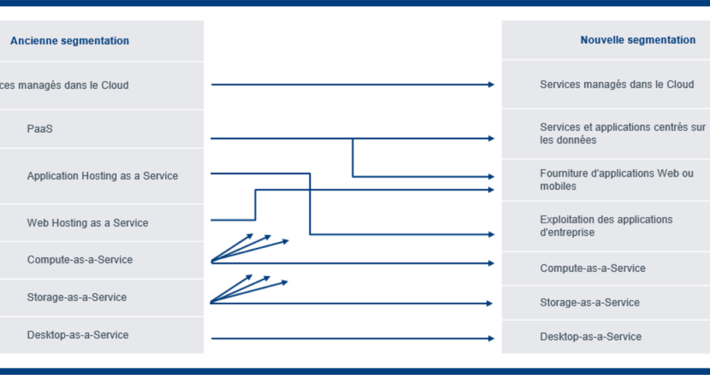 Ancienne segmentation
Nouvelle segmentation
ces managés dans le Cloud
Services managés dans le Cloud
PaaS
Services et applications centrés sur
les données
Application Hosting as a Service
Fourniture d'applications Web ou
mobiles
Web Hosting as a Service
Exploitation des applications
d'entreprise
Compute-as-a-Service
Compute-as-a-Service
Storage-as-a-Service
Storage-as-a-Service
Desktop-as-a-Service
Desktop-as-a-Service